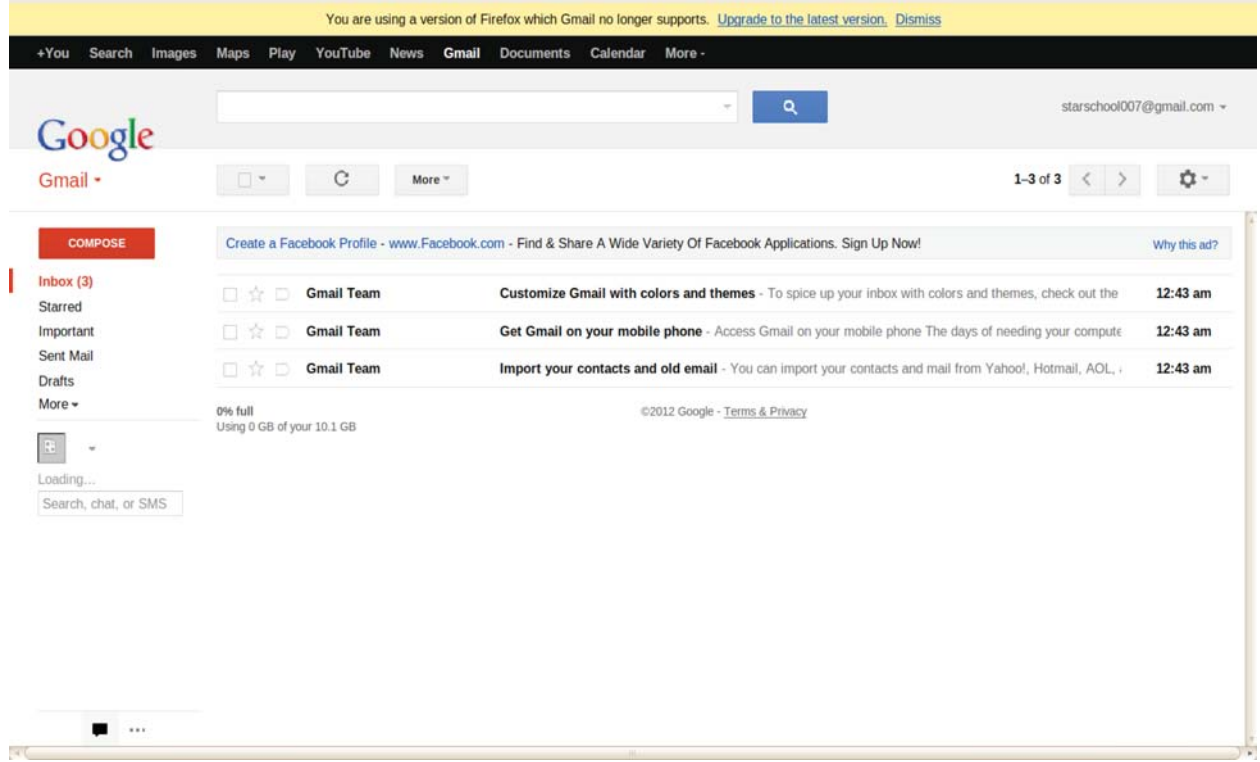 You are using a version of Firefox which Gmail no longer supports. Upgrade to the latest version. Dismiss
+You Search Images Maps Play YouTube News Gmail Documents Calendar More -
starschool007@gmail.com
Google
Gmail
More
1–3 of 3
COMPOSE
Create a Facebook Profile - www.Facebook.com - Find & Share A Wide Variety Of Facebook Applications. Sign Up Now! Why this ad?
Inbox (3)
Starred
Important
Sent Mail
Drafts
More
Gmail Team Customize Gmail with colors and themes - To spice up your inbox with colors and themes, check out the 12:43 am
Gmail Team Get Gmail on your mobile phone - Access Gmail on your mobile phone The days of needing your compute 12:43 am
Gmail Team Import your contacts and old email - You can import your contacts and mail from Yahoo!, Hotmail, AOL, 12:43 am
0% full
Using 0 GB of your 10.1 GB
©2012 Google - Terms & Privacy
Loading...
Search, chat, or SMS